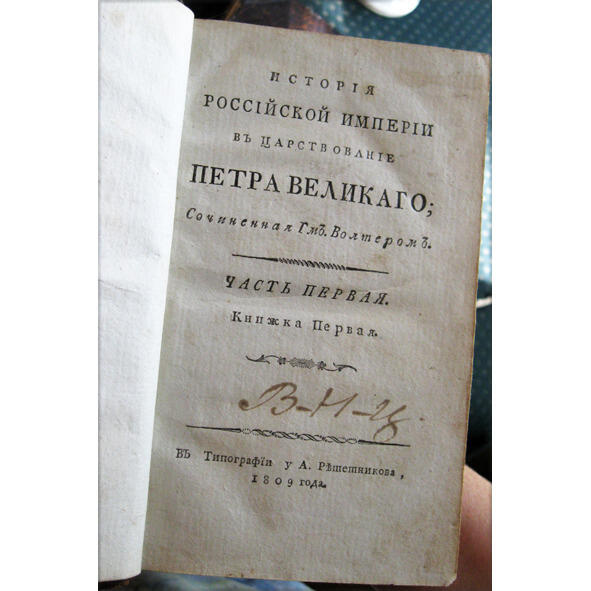 ИСТОРІЯ
РОССІЙСКОЙ ИМПЕРІИ
ВЪ ЦАРСТВОВАНІЕ
ПЕТРА ВЕЛИКАГО;
Сочиненная Гмъ. Волтеромъ.
ЧАСТЬ ПЕРВАЯ.
Книжка Первая.
В-Н-Ц.
ВЪ Типографіи у А. Рѣшетникова,
1809 года.